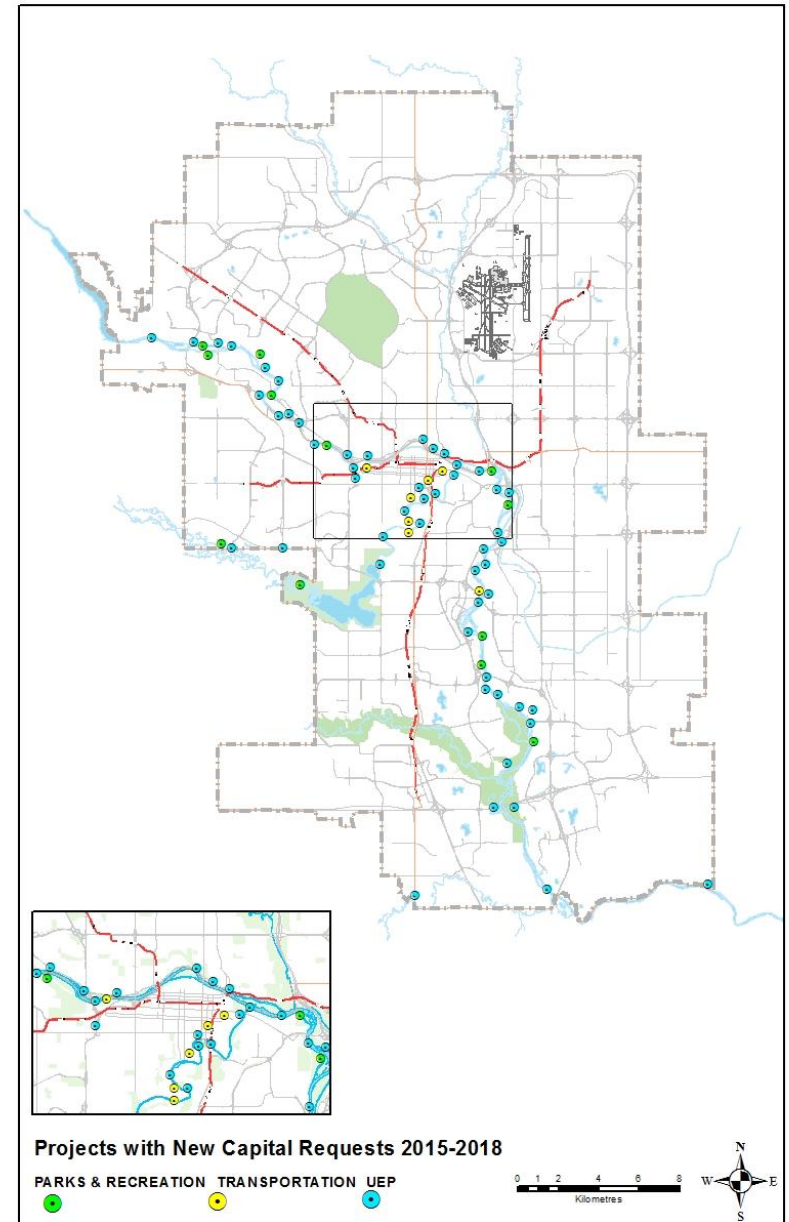 Projects with New Capital Requests 2015-2018
PARKS & RECREATION TRANSPORTATION UEP
0 1 2 4 6 8
Kilometres
N
W E
S